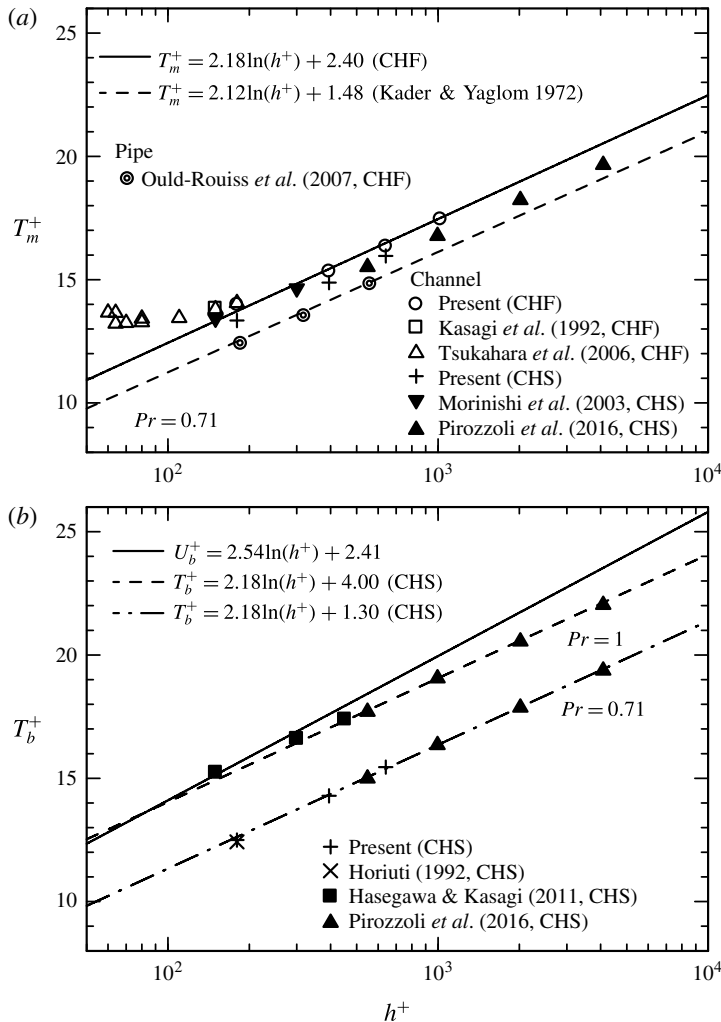 (a)
26
T_m^+ = 2.18ln(h^+) + 2.40 (CHF)
T_m^+ = 2.12ln(h^+) + 1.48 (Kader & Yaglom 1972)
20
Pipe
Ould-Rouiss et al. (2007, CHF)
T_m^+
15
Channel
Present (CHF)
Kasagi et al. (1992, CHF)
Tsukahara et al. (2006, CHF)
Present (CHS)
Morinishi et al. (2003, CHS)
Pirozzoli et al. (2016, CHS)
10
Pr = 0.71
10^2 10^3 10^4
(b)
26
U_b^+ = 2.54ln(h^+) + 2.41
T_b^+ = 2.18ln(h^+) + 4.00 (CHS)
T_b^+ = 2.18ln(h^+) + 1.30 (CHS)
20
Pr = 1
T_b^+
Pr = 0.71
15
Present (CHS)
Horiuti (1992, CHS)
Hasegawa & Kasagi (2011, CHS)
Pirozzoli et al. (2016, CHS)
10
10^2 10^3 10^4
h^+